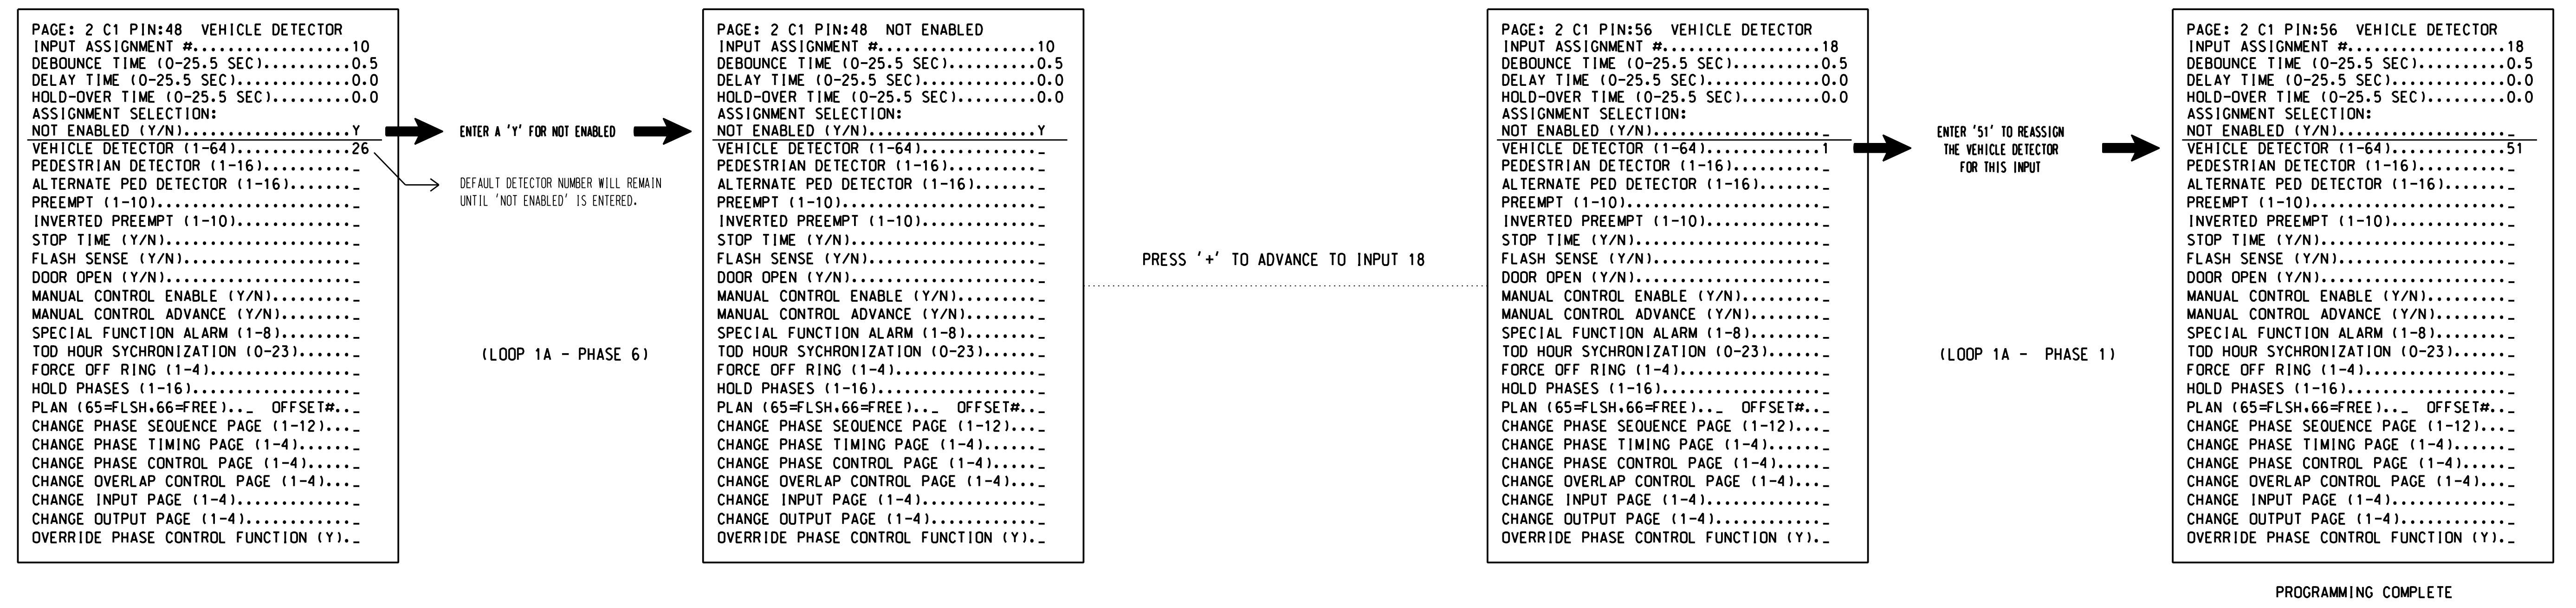 PAGE: 2 C1 PIN:48 VEHICLE DETECTOR
INPUT ASSIGNMENT #..................10
DEBOUNCE TIME (0-25.5 SEC).........0.5
DELAY TIME (0-25.5 SEC)............0.0
HOLD-OVER TIME (0-25.5 SEC).........0.0
ASSIGNMENT SELECTION:
NOT ENABLED (Y/N)....................Y
VEHICLE DETECTOR (1-64).............26
PEDESTRIAN DETECTOR (1-16)..........._
ALTERNATE PED DETECTOR (1-16)......._
PREEMPT (1-10)......................_
INVERTED PREEMPT (1-10)............._
STOP TIME (Y/N)....................._
FLASH SENSE (Y/N)..................._
DOOR OPEN (Y/N)....................._
MANUAL CONTROL ENABLE (Y/N)........._
MANUAL CONTROL ADVANCE (Y/N)........_
SPECIAL FUNCTION ALARM (1-8)........_
TOD HOUR SYCHRONIZATION (0-23)......_
FORCE OFF RING (1-4)................_
HOLD PHASES (1-16).................._
PLAN (65=FLSH,66=FREE).._ OFFSET#.._
CHANGE PHASE SEQUENCE PAGE (1-12)..._
CHANGE PHASE TIMING PAGE (1-4)......_
CHANGE PHASE CONTROL PAGE (1-4)....._
CHANGE OVERLAP CONTROL PAGE (1-4)..._
CHANGE INPUT PAGE (1-4)............._
CHANGE OUTPUT PAGE (1-4)............_
OVERRIDE PHASE CONTROL FUNCTION (Y)._
ENTER A 'Y' FOR NOT ENABLED
DEFAULT DETECTOR NUMBER WILL REMAIN
UNTIL 'NOT ENABLED' IS ENTERED.
(LOOP 1A - PHASE 6)
PAGE: 2 C1 PIN:48 NOT ENABLED
INPUT ASSIGNMENT #..................10
DEBOUNCE TIME (0-25.5 SEC).........0.5
DELAY TIME (0-25.5 SEC)............0.0
HOLD-OVER TIME (0-25.5 SEC).........0.0
ASSIGNMENT SELECTION:
NOT ENABLED (Y/N)....................Y
VEHICLE DETECTOR (1-64)............._
PEDESTRIAN DETECTOR (1-16)..........._
ALTERNATE PED DETECTOR (1-16)......._
PREEMPT (1-10)......................_
INVERTED PREEMPT (1-10)............._
STOP TIME (Y/N)....................._
FLASH SENSE (Y/N)..................._
DOOR OPEN (Y/N)....................._
MANUAL CONTROL ENABLE (Y/N)........._
MANUAL CONTROL ADVANCE (Y/N)........_
SPECIAL FUNCTION ALARM (1-8)........_
TOD HOUR SYCHRONIZATION (0-23)......_
FORCE OFF RING (1-4)................_
HOLD PHASES (1-16).................._
PLAN (65=FLSH,66=FREE).._ OFFSET#.._
CHANGE PHASE SEQUENCE PAGE (1-12)..._
CHANGE PHASE TIMING PAGE (1-4)......_
CHANGE PHASE CONTROL PAGE (1-4)....._
CHANGE OVERLAP CONTROL PAGE (1-4)..._
CHANGE INPUT PAGE (1-4)............._
CHANGE OUTPUT PAGE (1-4)............_
OVERRIDE PHASE CONTROL FUNCTION (Y)._
PRESS '+' TO ADVANCE TO INPUT 18
PAGE: 2 C1 PIN:56 VEHICLE DETECTOR
INPUT ASSIGNMENT #..................18
DEBOUNCE TIME (0-25.5 SEC).........0.5
DELAY TIME (0-25.5 SEC)............0.0
HOLD-OVER TIME (0-25.5 SEC).........0.0
ASSIGNMENT SELECTION:
NOT ENABLED (Y/N)...................._
VEHICLE DETECTOR (1-64).............1
PEDESTRIAN DETECTOR (1-16)..........._
ALTERNATE PED DETECTOR (1-16)......._
PREEMPT (1-10)......................_
INVERTED PREEMPT (1-10)............._
STOP TIME (Y/N)....................._
FLASH SENSE (Y/N)..................._
DOOR OPEN (Y/N)....................._
MANUAL CONTROL ENABLE (Y/N)........._
MANUAL CONTROL ADVANCE (Y/N)........_
SPECIAL FUNCTION ALARM (1-8)........_
TOD HOUR SYCHRONIZATION (0-23)......_
FORCE OFF RING (1-4)................_
HOLD PHASES (1-16).................._
PLAN (65=FLSH,66=FREE).._ OFFSET#.._
CHANGE PHASE SEQUENCE PAGE (1-12)..._
CHANGE PHASE TIMING PAGE (1-4)......_
CHANGE PHASE CONTROL PAGE (1-4)....._
CHANGE OVERLAP CONTROL PAGE (1-4)..._
CHANGE INPUT PAGE (1-4)............._
CHANGE OUTPUT PAGE (1-4)............_
OVERRIDE PHASE CONTROL FUNCTION (Y)._
ENTER '51' TO REASSIGN
THE VEHICLE DETECTOR
FOR THIS INPUT
(LOOP 1A - PHASE 1)
PAGE: 2 C1 PIN:56 VEHICLE DETECTOR
INPUT ASSIGNMENT #..................18
DEBOUNCE TIME (0-25.5 SEC).........0.5
DELAY TIME (0-25.5 SEC)............0.0
HOLD-OVER TIME (0-25.5 SEC).........0.0
ASSIGNMENT SELECTION:
NOT ENABLED (Y/N)...................._
VEHICLE DETECTOR (1-64).............51
PEDESTRIAN DETECTOR (1-16)..........._
ALTERNATE PED DETECTOR (1-16)......._
PREEMPT (1-10)......................_
INVERTED PREEMPT (1-10)............._
STOP TIME (Y/N)....................._
FLASH SENSE (Y/N)..................._
DOOR OPEN (Y/N)....................._
MANUAL CONTROL ENABLE (Y/N)........._
MANUAL CONTROL ADVANCE (Y/N)........_
SPECIAL FUNCTION ALARM (1-8)........_
TOD HOUR SYCHRONIZATION (0-23)......_
FORCE OFF RING (1-4)................_
HOLD PHASES (1-16).................._
PLAN (65=FLSH,66=FREE).._ OFFSET#.._
CHANGE PHASE SEQUENCE PAGE (1-12)..._
CHANGE PHASE TIMING PAGE (1-4)......_
CHANGE PHASE CONTROL PAGE (1-4)....._
CHANGE OVERLAP CONTROL PAGE (1-4)..._
CHANGE INPUT PAGE (1-4)............._
CHANGE OUTPUT PAGE (1-4)............_
OVERRIDE PHASE CONTROL FUNCTION (Y)._
PROGRAMMING COMPLETE